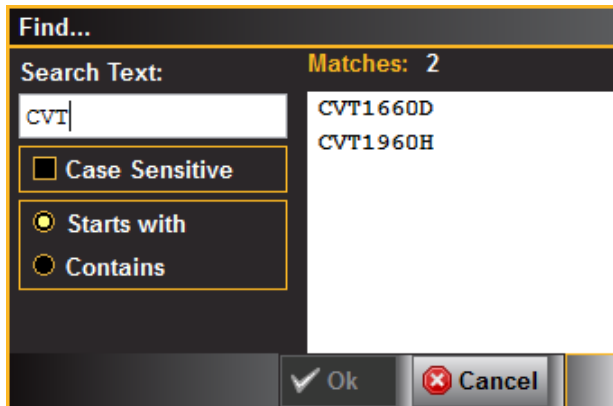 Find...
Search Text:
CVT
Case Sensitive
Starts with
Contains
Matches: 2
CVT1660D
CVT1960H
Ok
Cancel